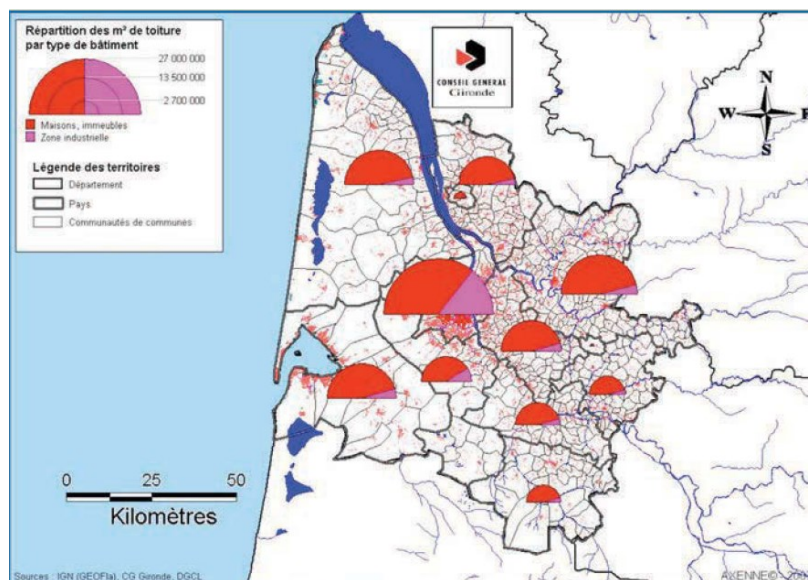 Répartition des m² de toiture
par type de bâtiment
27 000 000
13 500 000
2 700 000
Maisons, immeubles
Zone industrielle
Légende des territoires
Département
Pays
Communautés de communes
CONSEIL GENERAL
Gironde
N
W
E
S
0 25 50
Kilomètres
Sources : IGN (GEOFla), CG Gironde, DGCL
AXENNE©